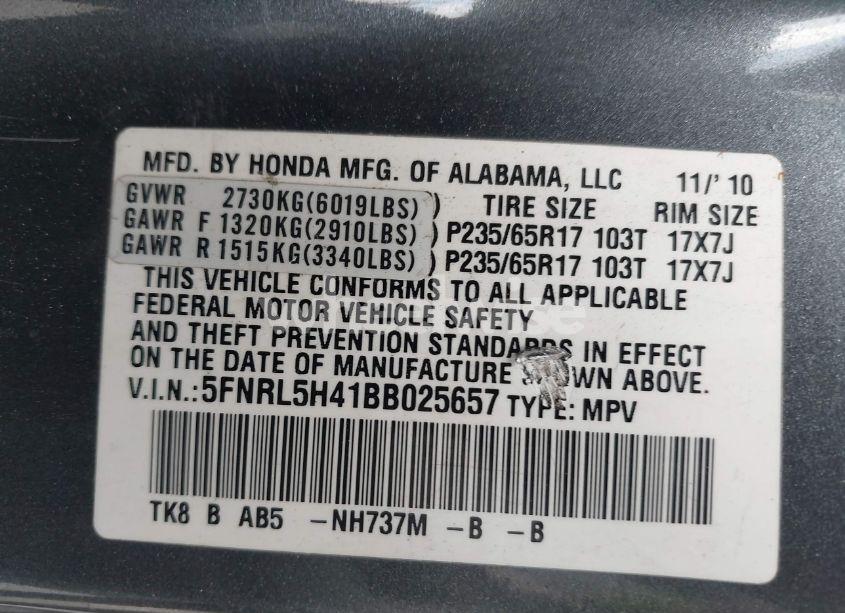 MFD. BY HONDA MFG. OF ALABAMA, LLC 11/'10
GVWR 2730KG(6019LBS) ) TIRE SIZE RIM SIZE
GAWR F 1320KG(2910LBS) ) P235/65R17 103T 17X7J
GAWR R 1515KG(3340LBS) ) P235/65R17 103T 17X7J
THIS VEHICLE CONFORMS TO ALL APPLICABLE
FEDERAL MOTOR VEHICLE SAFETY
AND THEFT PREVENTION STANDARDS IN EFFECT
ON THE DATE OF MANUFACTURE WN ABOVE.
V.I.N.:5FNRL5H41BB025657 TYPE: MPV
TK8 B AB5 -NH737M -B -B